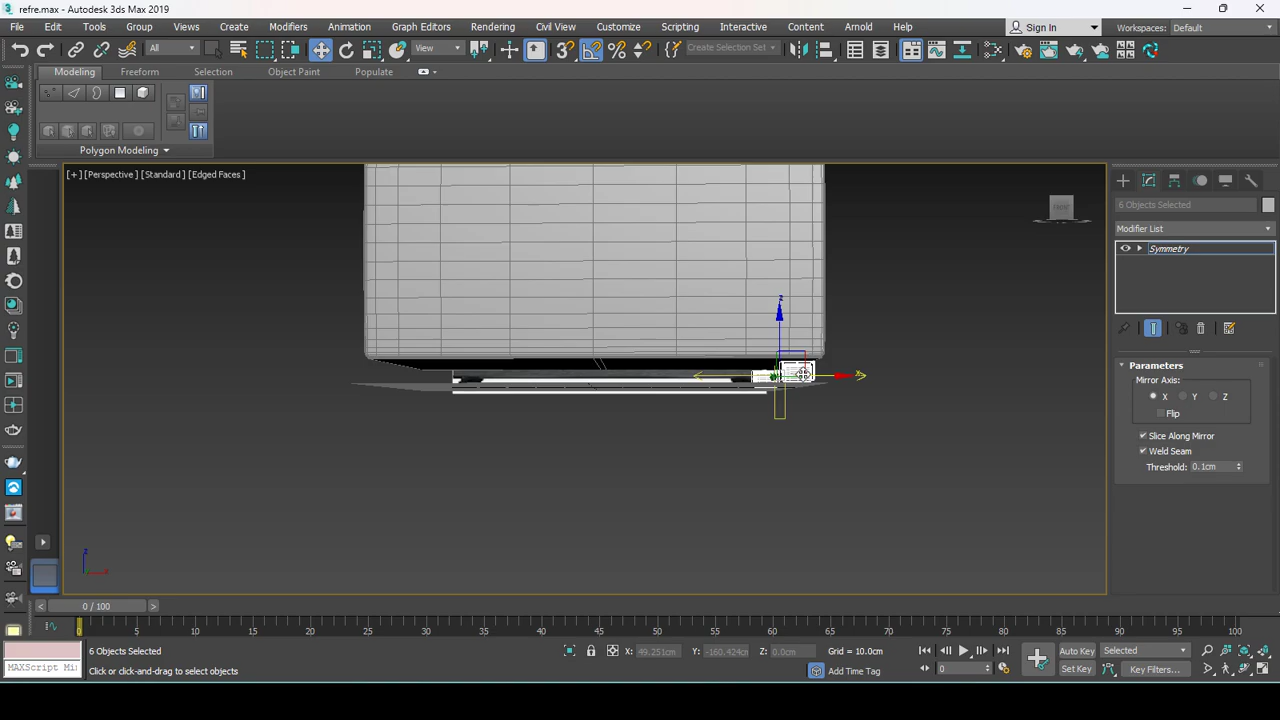 refre.max - Autodesk 3ds Max 2019
File Edit Tools Group Views Create Modifiers Animation Graph Editors Rendering Civil View Customize Scripting Interactive Content Arnold Help Sign In Workspaces: Default
All View Create Selection Set
Modeling Freeform Selection Object Paint Populate
Polygon Modeling
[+] [Perspective] [Standard] [Edged Faces]
FRONT
6 Objects Selected
Modifier List
Symmetry
Parameters
Mirror Axis:
X Y Z
Flip
Slice Along Mirror
Weld Seam
Threshold: 0.1cm
z
x
z
0 / 100
0 5 10 15 20 25 30 35 40 45 50 55 60 65 70 75 80 85 90 95 100
6 Objects Selected X: 49.251cm Y: -160.424cm Z: 0.0cm Grid = 10.0cm Auto Key Selected
MAXScript Mi Click or click-and-drag to select objects Add Time Tag 0 Set Key Key Filters...